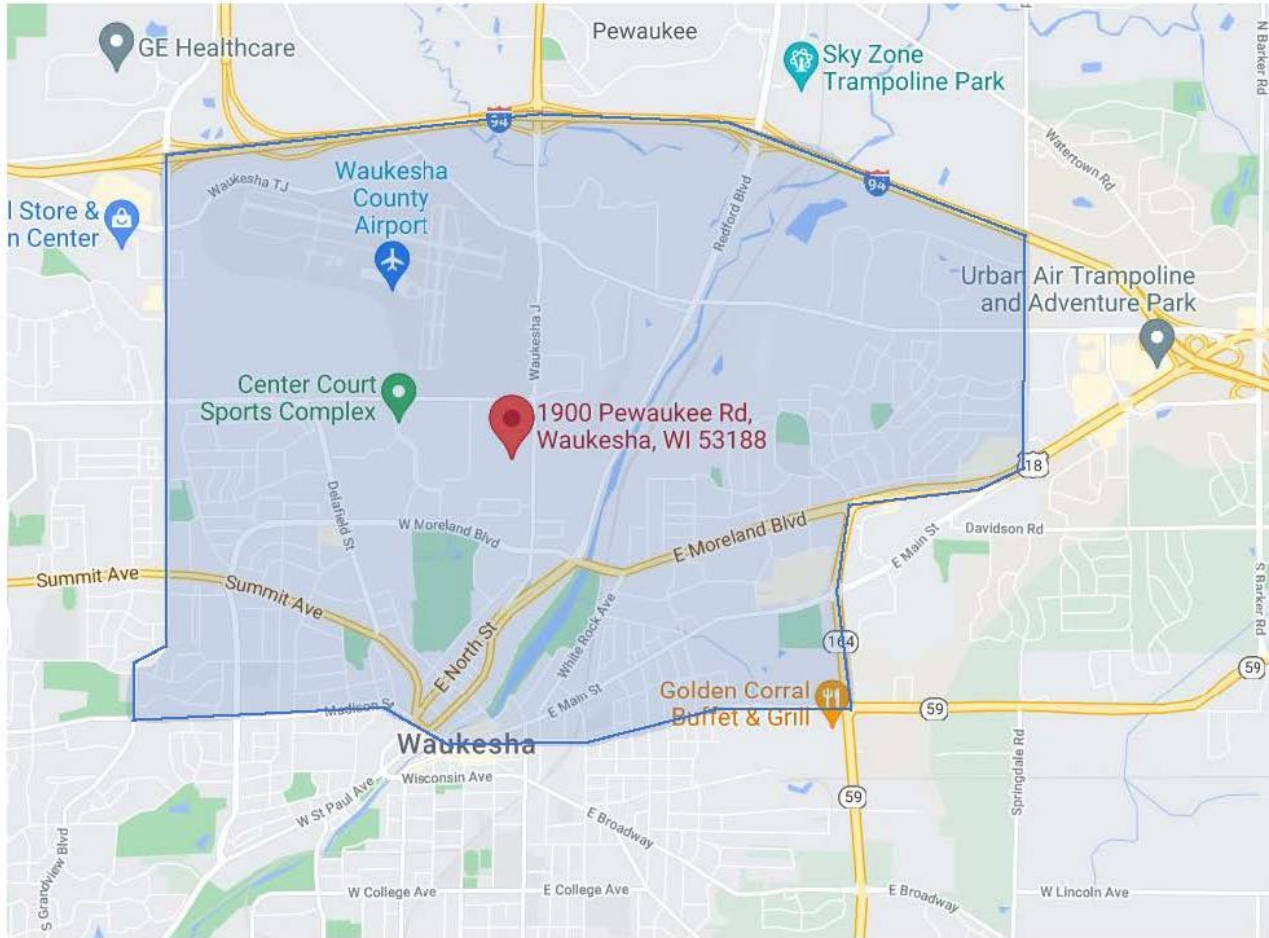 Pewaukee
GE Healthcare
Sky Zone
Trampoline Park
N Barker Rd
94
Watertown Rd
Waukesha TJ
Waukesha
County
Airport
94
Redford Blvd
l Store &
n Center
Urban Air Trampoline
and Adventure Park
Waukesha J
Center Court
Sports Complex
1900 Pewaukee Rd,
Waukesha, WI 53188
18
Delafield St
W Moreland Blvd
E Moreland Blvd
Davidson Rd
E Main St
Summit Ave
Summit Ave
S Barker Rd
White Rock Ave
E North St
164
59
Golden Corral
Buffet & Grill
E Main St
Madison St
59
Waukesha
Wisconsin Ave
Springdale Rd
W St Paul Ave
59
E Broadway
S Grandview Blvd
W College Ave
E College Ave
E Broadway
W Lincoln Ave